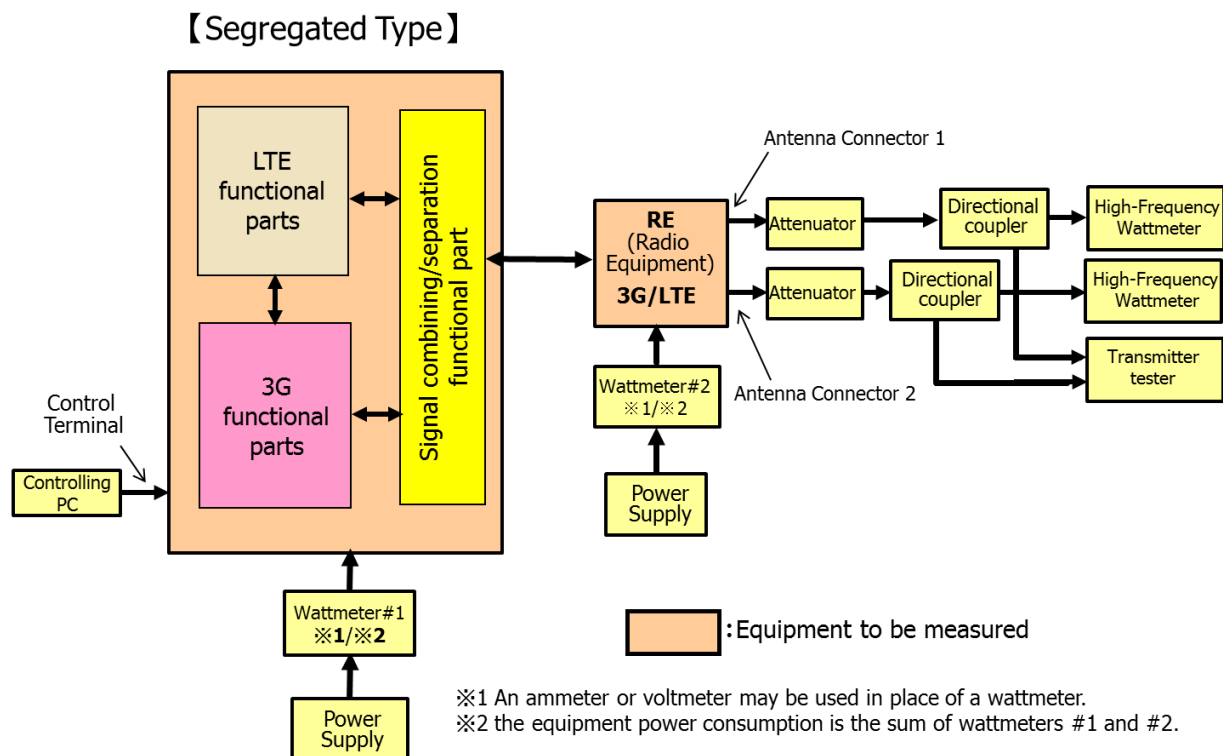 【Segregated Type】
LTE
functional
parts
3G
functional
parts
Signal combining/separation
functional part
Control
Terminal
Controlling
PC
Wattmeter#1
※1/※2
Power
Supply
RE
(Radio
Equipment)
3G/LTE
Wattmeter#2
※1/※2
Power
Supply
Antenna Connector 1
Attenuator
Directional
coupler
High-Frequency
Wattmeter
Attenuator
Directional
coupler
High-Frequency
Wattmeter
Antenna Connector 2
Transmitter
tester
:Equipment to be measured
※1 An ammeter or voltmeter may be used in place of a wattmeter.
※2 the equipment power consumption is the sum of wattmeters #1 and #2.